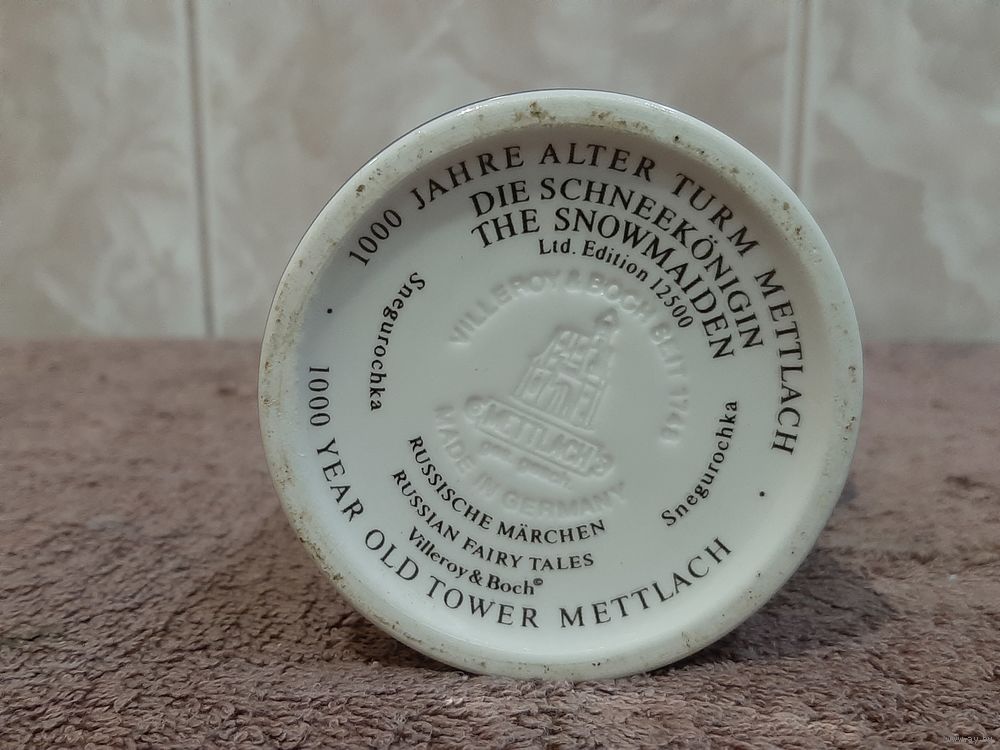 1000 JAHRE ALTER TURM METTLACH
DIE SCHNEEKÖNIGIN
THE SNOWMAIDEN
Ltd. Edition 12500
Snegurochka
Snegurochka
VILLEROY & BOCH SEIT 1748
METTLACH
MADE IN GERMANY
RUSSISCHE MÄRCHEN
RUSSIAN FAIRY TALES
Villeroy & Boch©
1000 YEAR OLD TOWER METTLACH